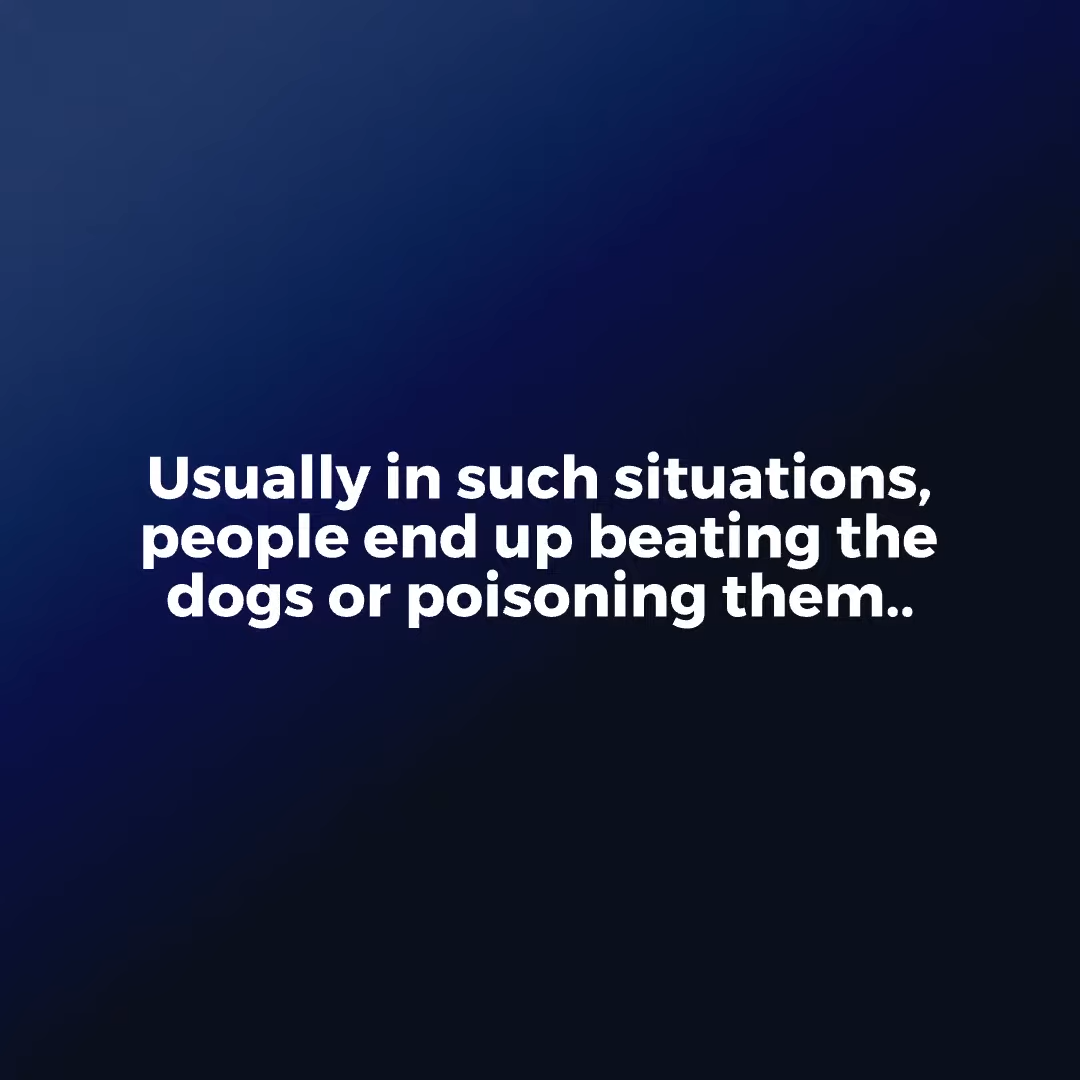 Usually in such situations,
people end up beating the
dogs or poisoning them..